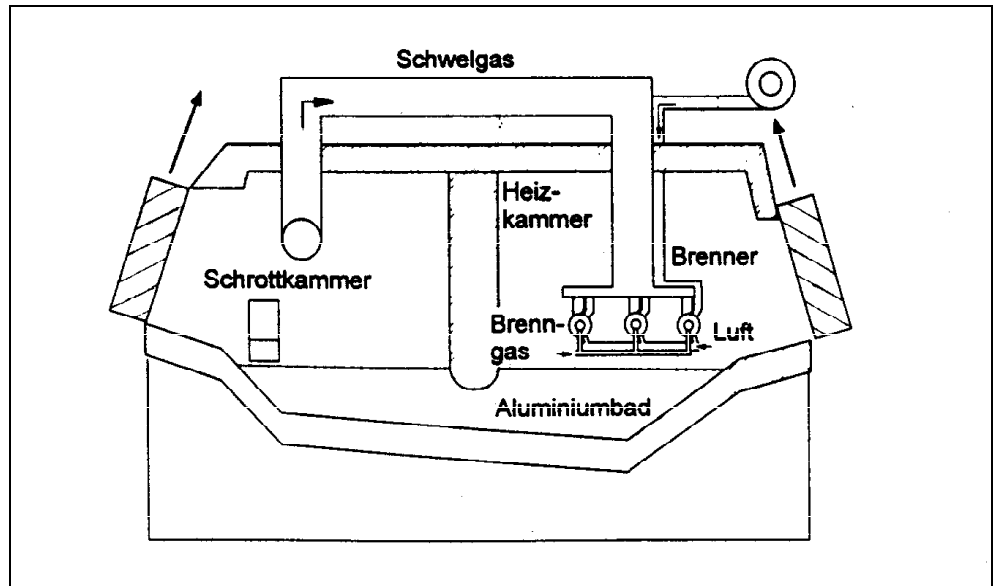 Schwelgas
Heiz-
kammer
Schrottkammer
Brenner
Brenn-
gas
Luft
Aluminiumbad